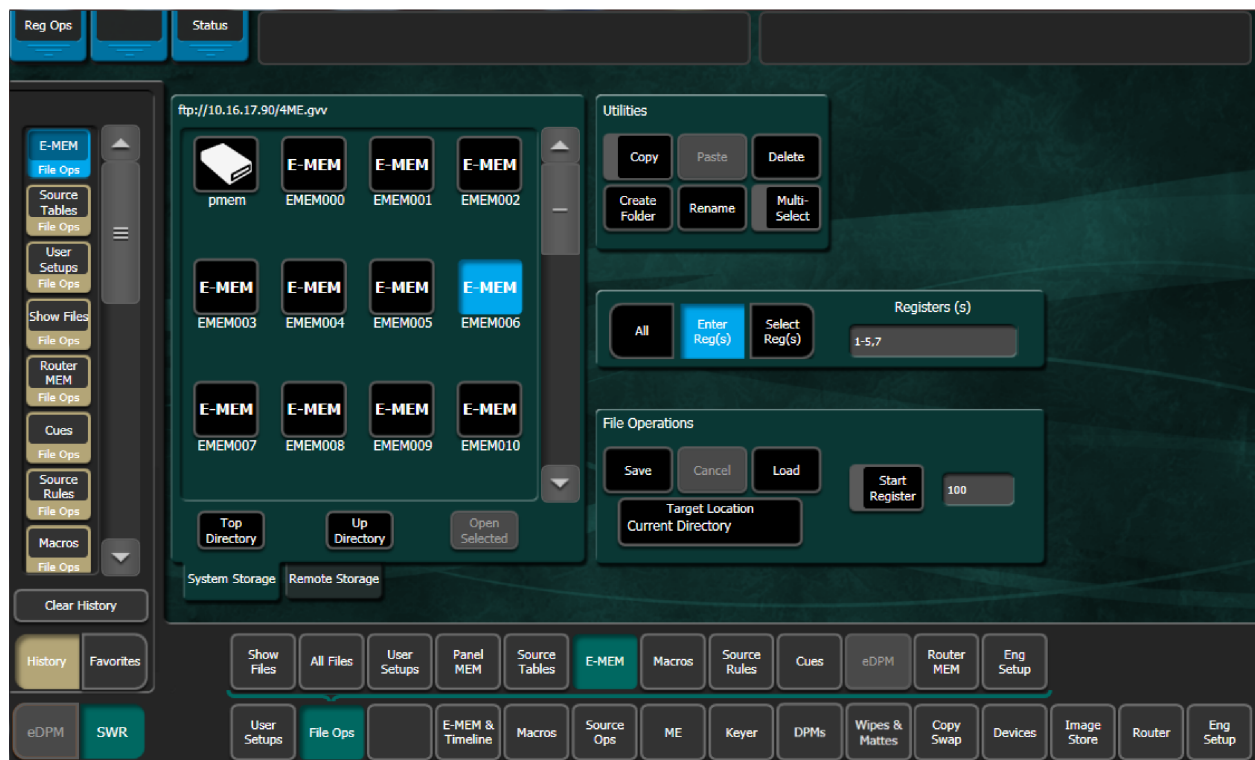 Reg Ops
Status
ftp://10.16.17.90/4ME.gvv
Utilities
E-MEM
File Ops
Source
Tables
File Ops
User
Setups
File Ops
Show Files
File Ops
Router
MEM
File Ops
Cues
File Ops
Source
Rules
File Ops
Macros
File Ops
Clear History
History
Favorites
eDPM
SWR
E-MEM E-MEM E-MEM
pmem EMEM000 EMEM001 EMEM002
E-MEM E-MEM E-MEM E-MEM
EMEM003 EMEM004 EMEM005 EMEM006
E-MEM E-MEM E-MEM E-MEM
EMEM007 EMEM008 EMEM009 EMEM010
Top
Directory
Up
Directory
Open
Selected
System Storage
Remote Storage
Copy
Paste
Delete
Create
Folder
Rename
Multi-
Select
All
Enter
Reg(s)
Select
Reg(s)
Registers (s)
1-5,7
File Operations
Save
Cancel
Load
Start
Register
100
Target Location
Current Directory
Show
Files
All Files
User
Setups
Panel
MEM
Source
Tables
E-MEM
Macros
Source
Rules
Cues
eDPM
Router
MEM
Eng
Setup
User
Setups
File Ops
E-MEM &
Timeline
Macros
Source
Ops
ME
Keyer
DPMs
Wipes &
Mattes
Copy
Swap
Devices
Image
Store
Router
Eng
Setup